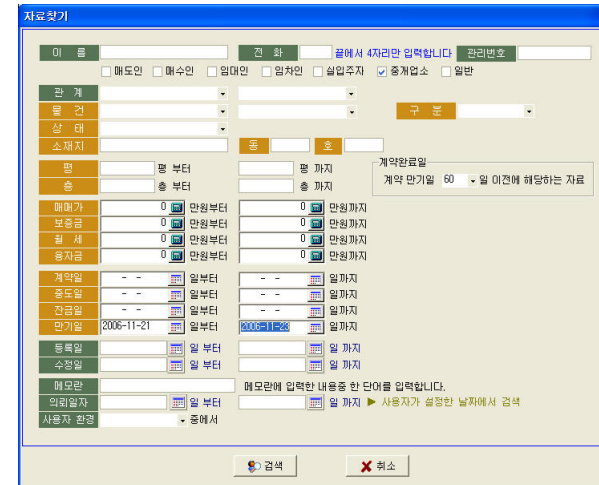 자료찾기
이 름 전 화 끝에서 4자리만 입력합니다 관리번호
매도인 매수인 임대인 임차인 실입주자 중개업소 일반
관 계
물 건 구 분
상 태
소재지 동 호
계약완료일
평 평 부터 평 까지
계약 만기일 60 일 이전에 해당하는 자료
층 층 부터 층 까지
매매가 0 만원부터 0 만원까지
보증금 0 만원부터 0 만원까지
월 세 0 만원부터 0 만원까지
융자금 0 만원부터 0 만원까지
계약일 - - 일부터 - - 일까지
중도일 - - 일부터 - - 일까지
잔금일 - - 일부터 - - 일까지
만기일 2006-11-21 일부터 2006-11-23 일까지
등록일 일 부터 일 까지
수정일 일 부터 일 까지
메모란 메모란에 입력한 내용중 한 단어를 입력합니다.
의뢰일자 일 부터 일 까지 ▶ 사용자가 설정한 날짜에서 검색
사용자 환경 중에서
검색 취소